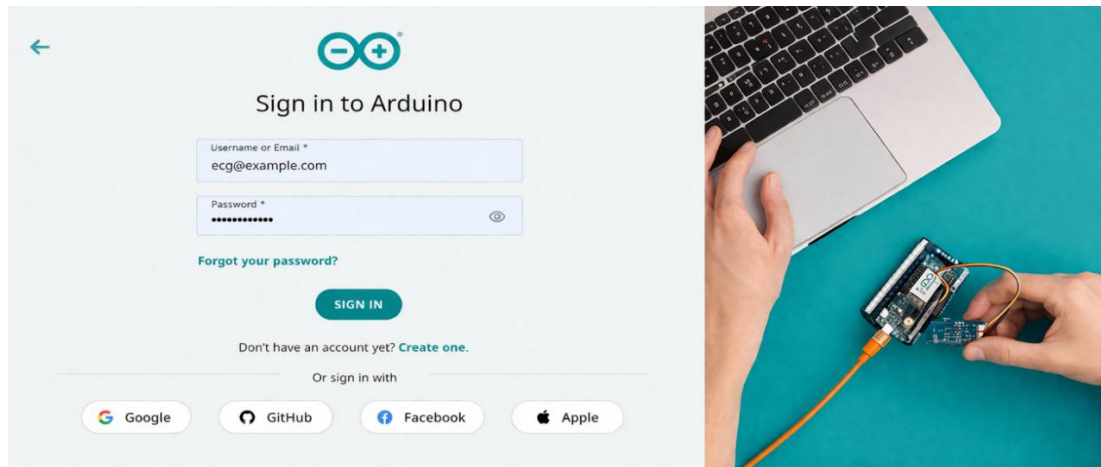 Sign in to Arduino
Username or Email *
ecg@example.com
Password *
••••••••••••
Forgot your password?
SIGN IN
Don't have an account yet? Create one.
Or sign in with
Google
GitHub
Facebook
Apple